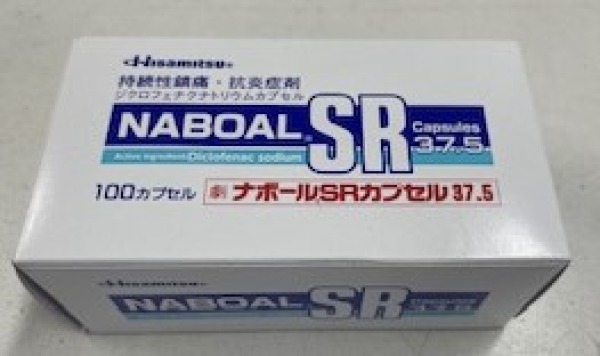 Hisamitsu®
持続性鎮痛・抗炎症剤
ジクロフェナクナトリウムカプセル
NABOAL® SR Capsules 37.5
Active Ingredient: Diclofenac sodium
100カプセル 劇 ナボールSRカプセル37.5
Hisamitsu®
NABOAL® SR Capsules 37.5